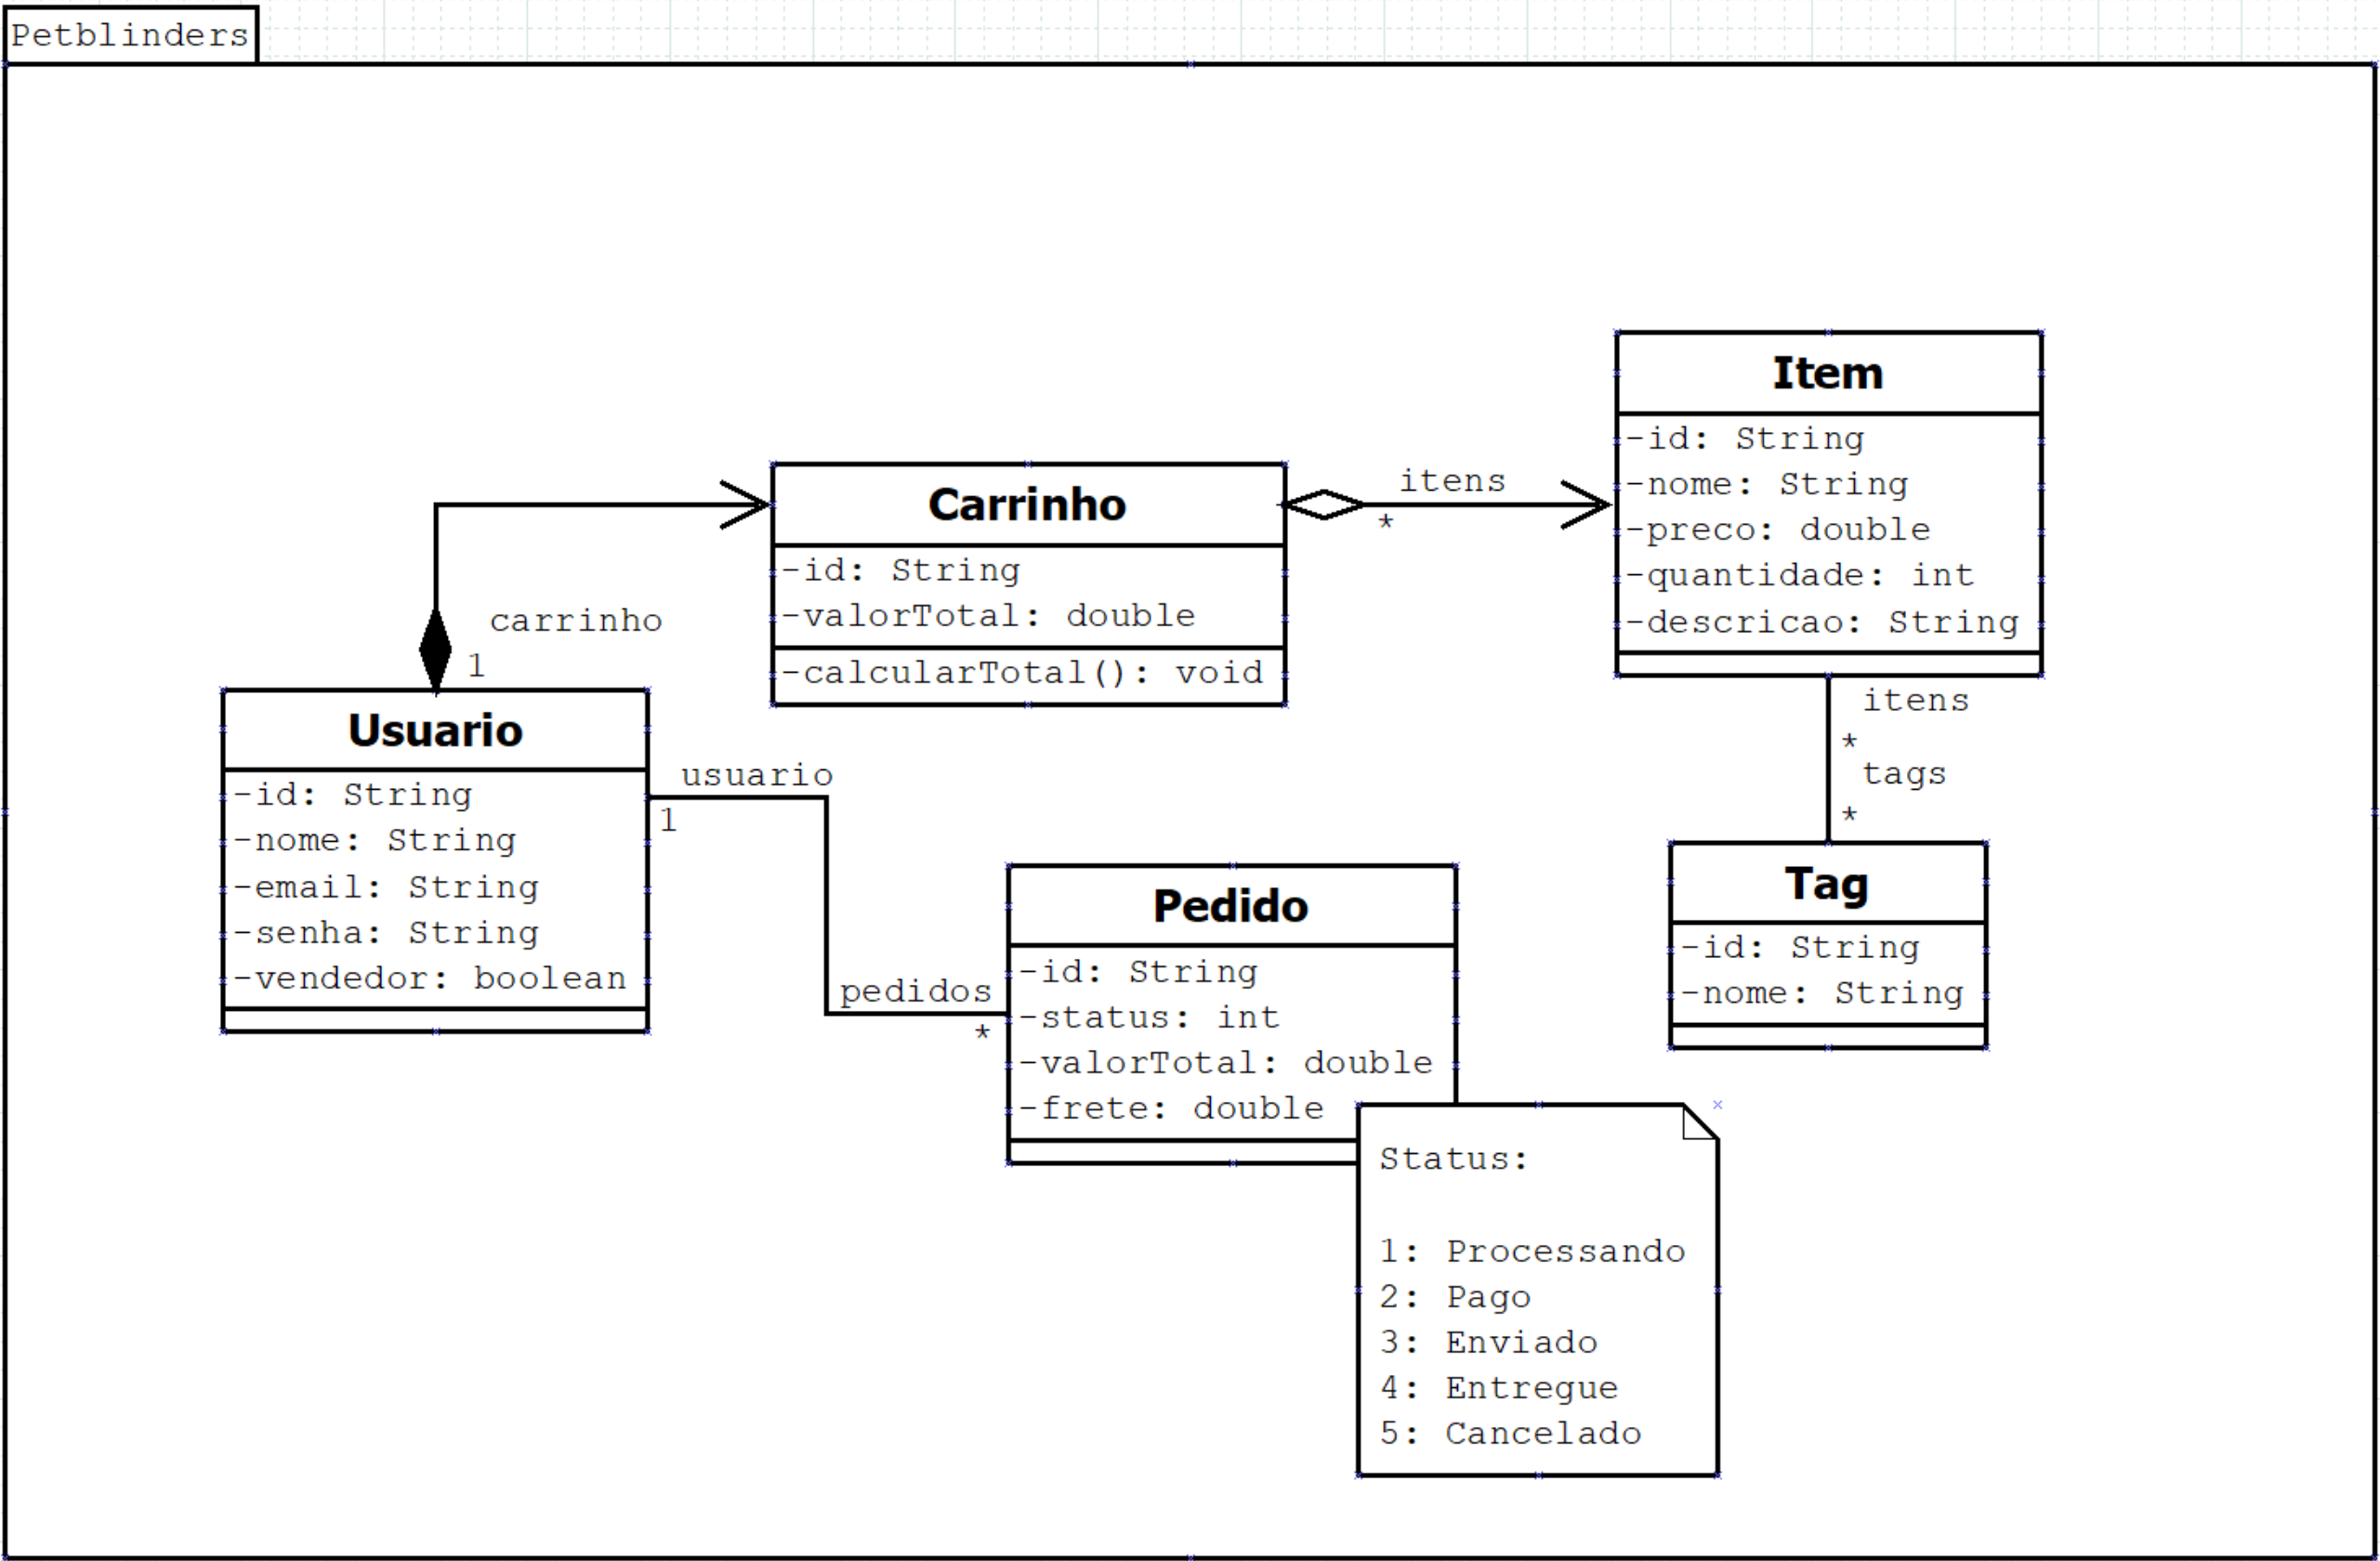 Petblinders
Item
-id: String
-nome: String
-preco: double
-quantidade: int
-descricao: String
itens
*
Carrinho
-id: String
-valorTotal: double
-calcularTotal(): void
carrinho
1
Usuario
-id: String
-nome: String
-email: String
-senha: String
-vendedor: boolean
usuario
1
itens
*
tags
*
Tag
-id: String
-nome: String
pedidos
*
Pedido
-id: String
-status: int
-valorTotal: double
-frete: double
Status:
1: Processando
2: Pago
3: Enviado
4: Entregue
5: Cancelado